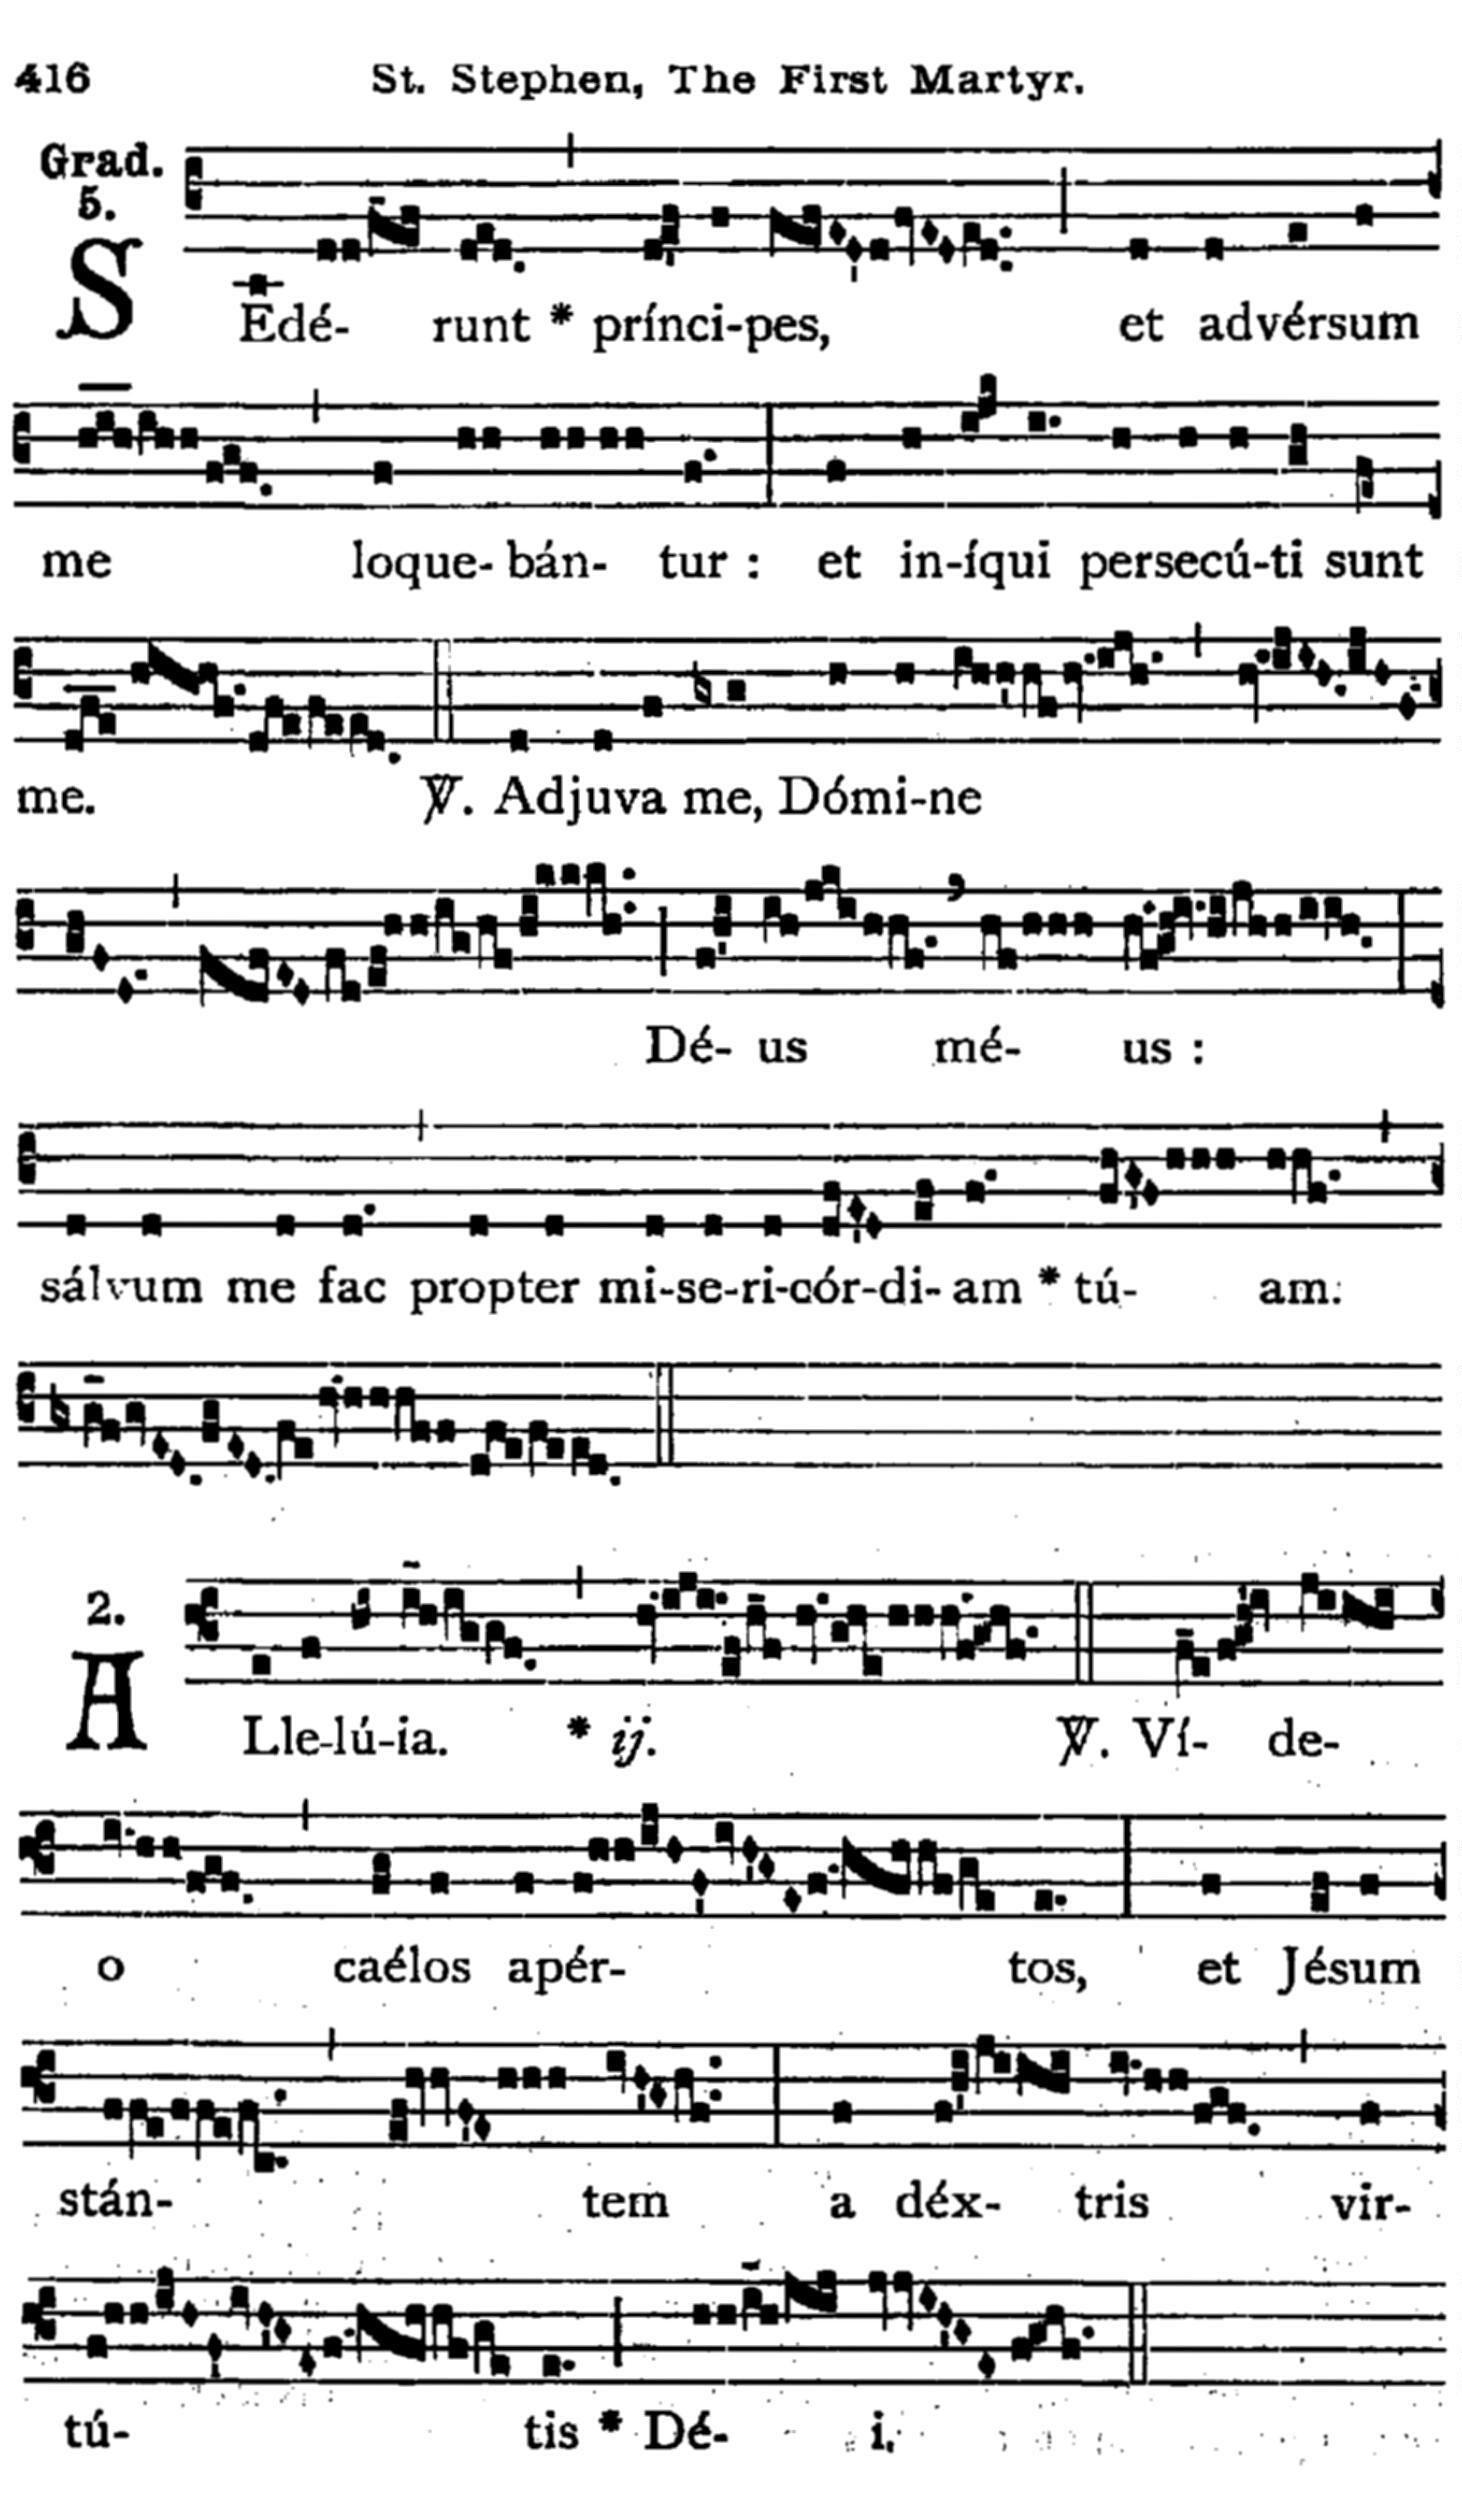 416 St. Stephen, The First Martyr.
Grad.
5.
SEdé- runt * prínci-pes, et advérsum
me loque- bán- tur : et in-íqui persecú-ti sunt
me. ℣. Adjuva me, Dómi-ne
Dé- us mé- us :
sálvum me fac propter mi-se-ri-cór-di- am * tú- am:
2.
ALle-lú-ia. * ij. ℣. Ví- de-
o caélos apér- tos, et Jésum
stán- tem a déx- tris vir-
tú- tis * Dé- i.